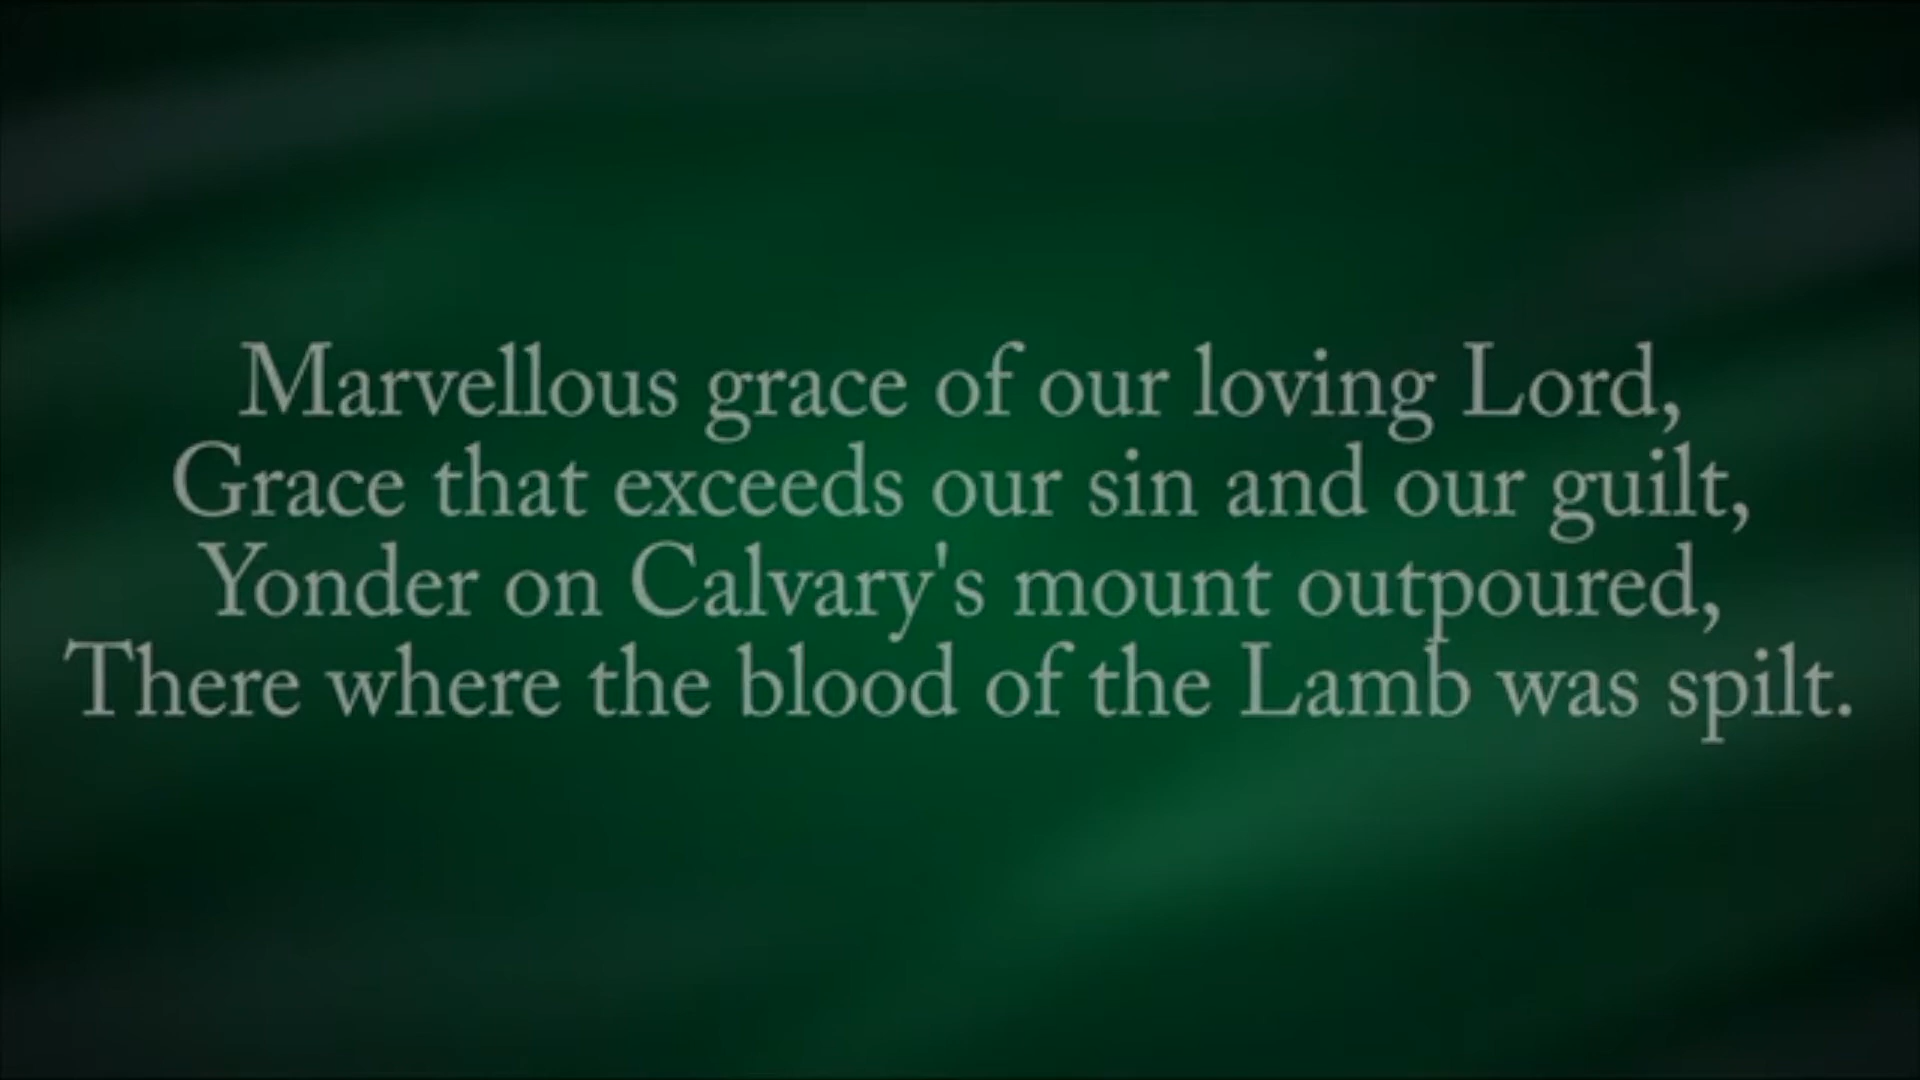 Marvellous grace of our loving Lord,
Grace that exceeds our sin and our guilt,
Yonder on Calvary's mount outpoured,
There where the blood of the Lamb was spilt.